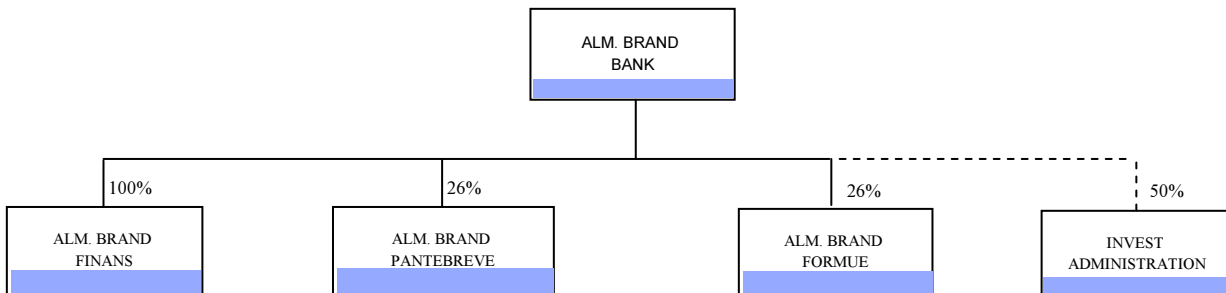 ALM. BRAND
BANK
100%
26%
26%
50%
ALM. BRAND
FINANS
ALM. BRAND
PANTEBREVE
ALM. BRAND
FORMUE
INVEST
ADMINISTRATION